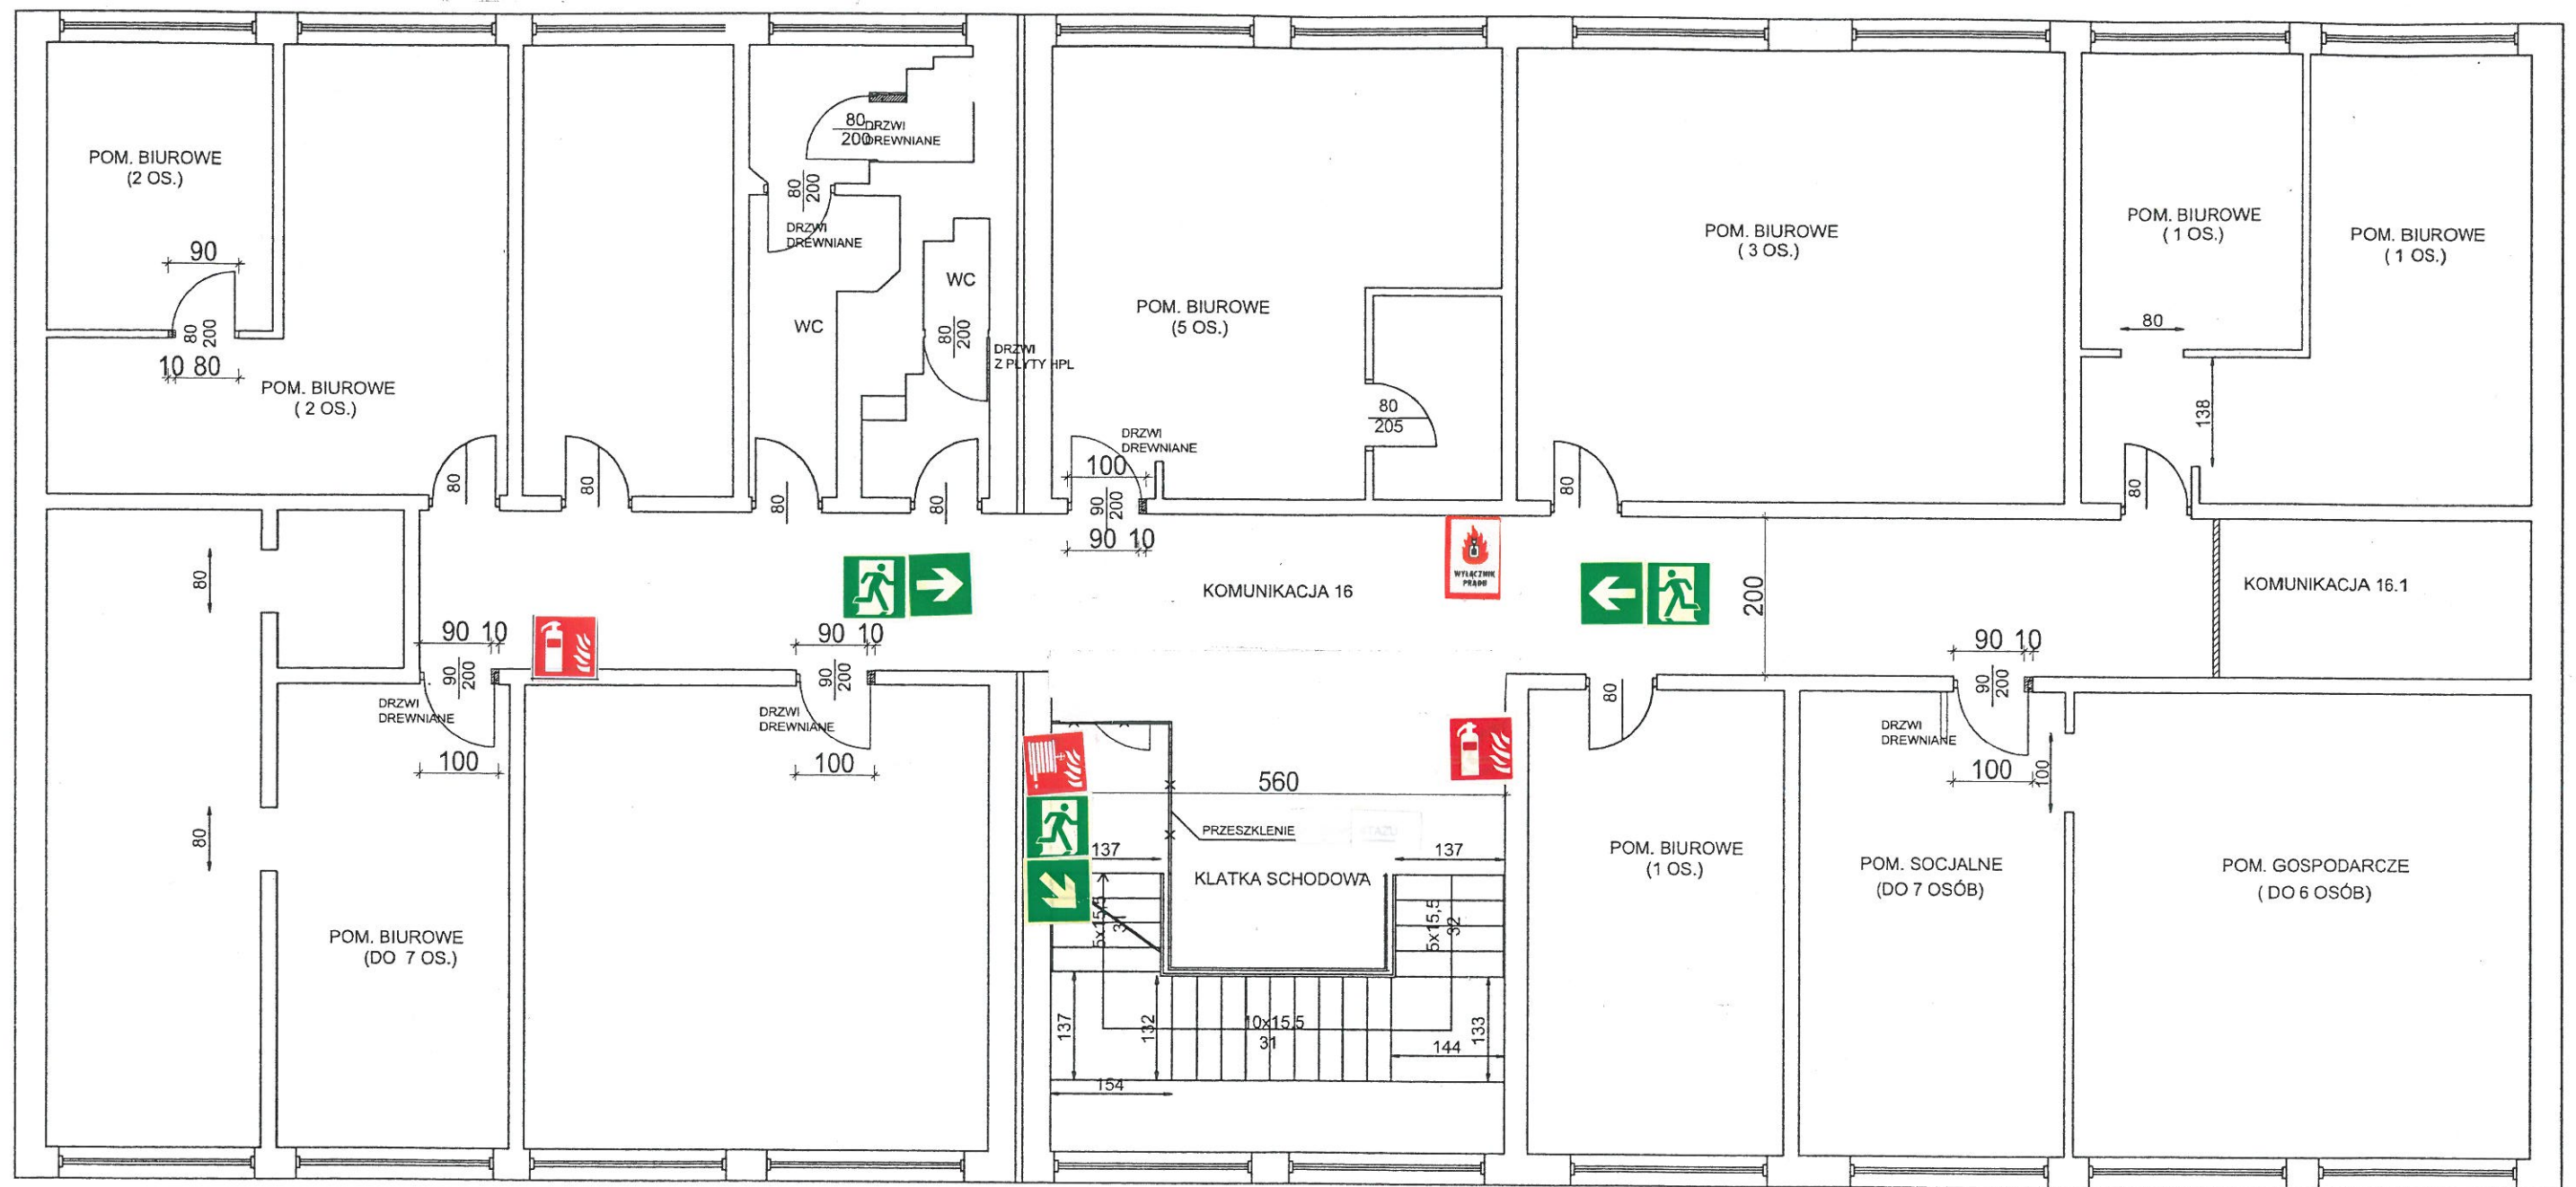 POM. BIUROWE
(2 OS.)
90
80
200
10 80
POM. BIUROWE
( 2 OS.)
80
80
80
200
DRZWI
DREWNIANE
80
200
DRZWI
DREWNIANE
WC
WC
80
200
DRZWI
Z PŁYTY HPL
80
80
POM. BIUROWE
(5 OS.)
80
205
DRZWI
DREWNIANE
100
90
200
90 10
POM. BIUROWE
( 3 OS.)
80
POM. BIUROWE
( 1 OS.)
80
138
80
POM. BIUROWE
( 1 OS.)
80
80
90 10
90
200
DRZWI
DREWNIANE
100
POM. BIUROWE
(DO 7 OS.)
90 10
90
200
DRZWI
DREWNIANE
100
KOMUNIKACJA 16
WYŁĄCZNIK
PRĄDU
200
KOMUNIKACJA 16.1
560
PRZESZKLENIE
137
137
KLATKA SCHODOWA
5x15,5
31
5x15,5
32
137
132
10x15,5
31
133
144
154
80
POM. BIUROWE
(1 OS.)
90 10
90
200
DRZWI
DREWNIANE
100
100
POM. SOCJALNE
(DO 7 OSÓB)
POM. GOSPODARCZE
( DO 6 OSÓB)